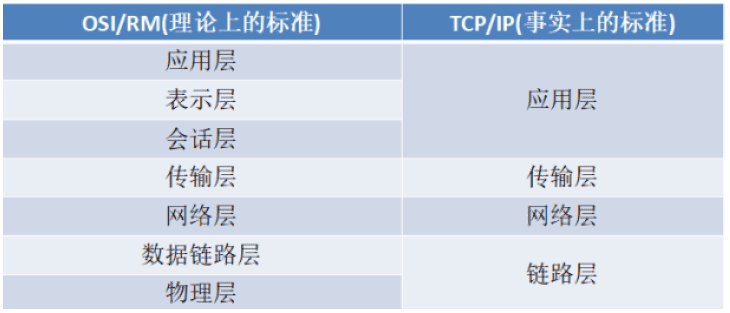 OSI/RM(理论上的标准) TCP/IP(事实上的标准)
应用层
表示层 应用层
会话层
传输层 传输层
网络层 网络层
数据链路层
链路层
物理层